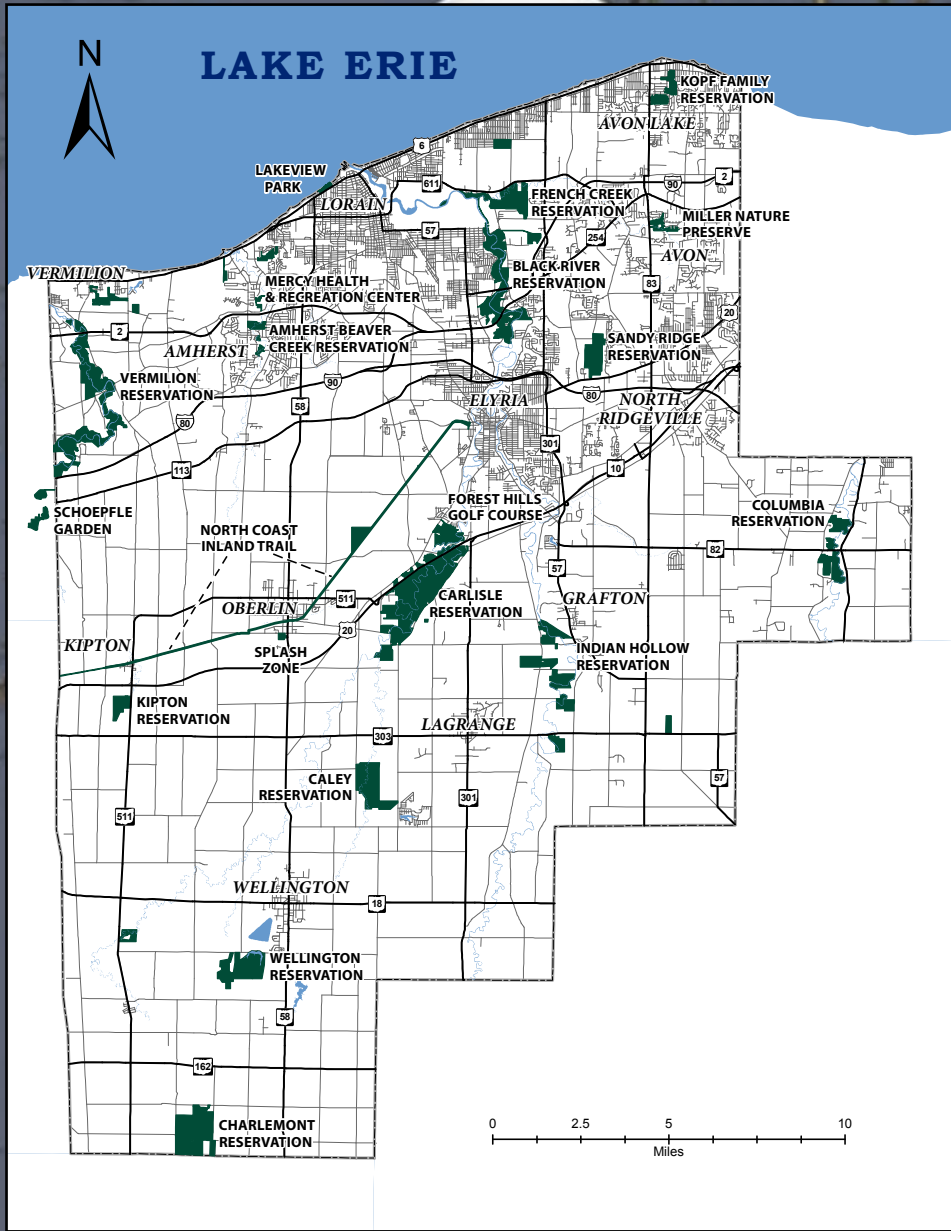 N
LAKE ERIE
KOPF FAMILY
RESERVATION
AVON LAKE
6
LAKEVIEW
PARK
611
90
2
LORAIN
FRENCH CREEK
RESERVATION
MILLER NATURE
PRESERVE
57
254
AVON
VERMILION
BLACK RIVER
RESERVATION
83
MERCY HEALTH
& RECREATION CENTER
20
2
AMHERST BEAVER
CREEK RESERVATION
SANDY RIDGE
RESERVATION
AMHERST
VERMILION
RESERVATION
90
80
58
ELYRIA
NORTH
RIDGEVILLE
80
301
113
10
SCHOEPFLE
GARDEN
NORTH COAST
INLAND TRAIL
FOREST HILLS
GOLF COURSE
COLUMBIA
RESERVATION
82
57
511
OBERLIN
CARLISLE
RESERVATION
GRAFTON
20
KIPTON
SPLASH
ZONE
INDIAN HOLLOW
RESERVATION
KIPTON
RESERVATION
LAGRANGE
303
CALEY
RESERVATION
57
301
511
WELLINGTON
18
WELLINGTON
RESERVATION
58
162
CHARLEMONT
RESERVATION
0 2.5 5 10
Miles